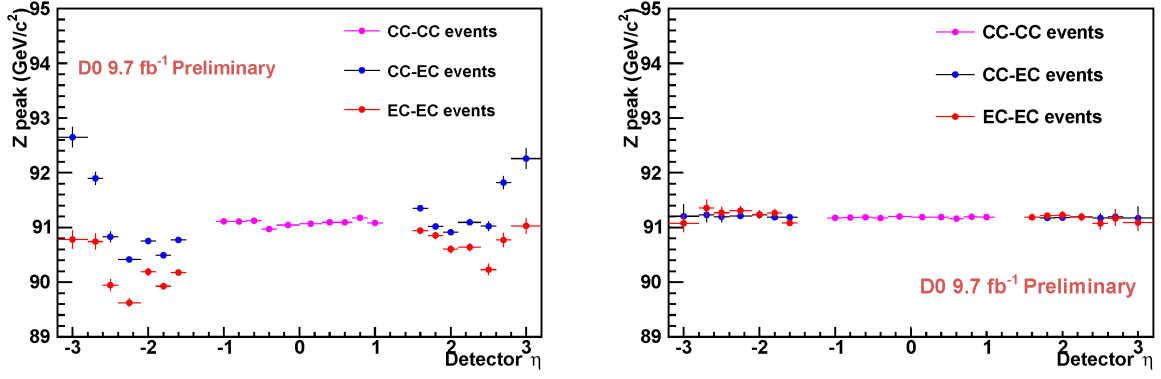 Z peak (GeV/c²)
95
94
93
92
91
90
89
CC-CC events
CC-EC events
EC-EC events
D0 9.7 fb⁻¹ Preliminary
-3 -2 -1 0 1 2 3
Detector η
Z peak (GeV/c²)
95
94
93
92
91
90
89
CC-CC events
CC-EC events
EC-EC events
D0 9.7 fb⁻¹ Preliminary
-3 -2 -1 0 1 2 3
Detector η